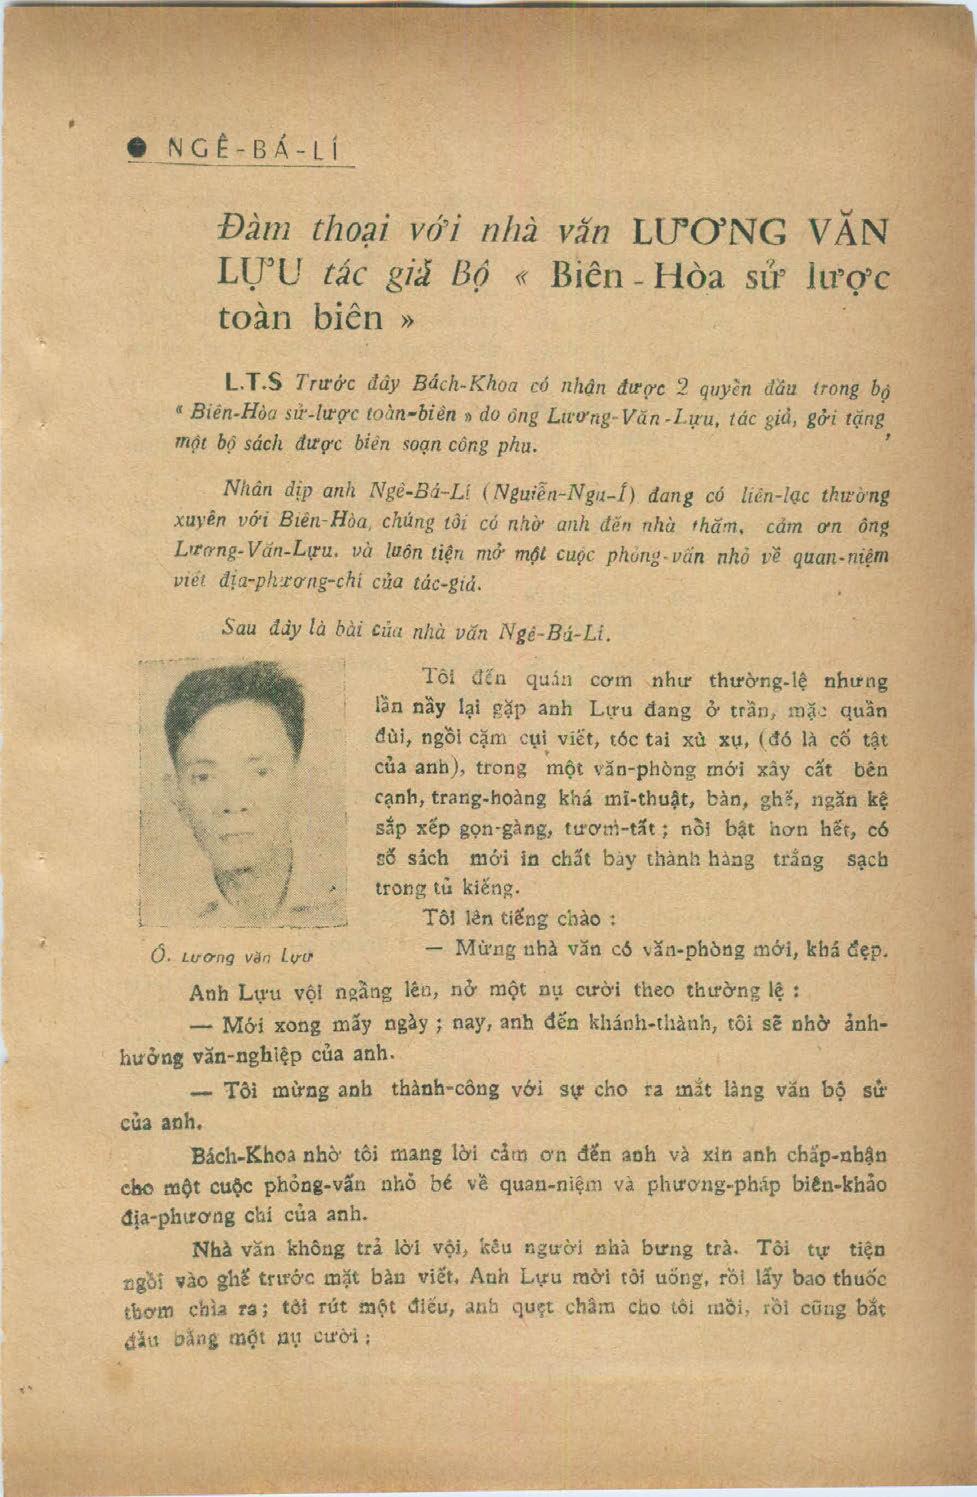 ● NGÊ-BÁ-LÍ
Đàm thoại với nhà văn LƯƠNG VĂN
LỰU tác giả Bộ « Biên - Hòa sử lược
toàn biên »
L.T.S Trước đây Bách-Khoa có nhận được 2 quyển đầu trong bộ
« Biên-Hòa sử-lược toàn-biên » do ông Lương-Văn-Lựu, tác giả, gởi tặng,
một bộ sách được biên soạn công phu.
Nhân dịp anh Ngê-Bá-Lí (Nguiễn-Ngu-Í) đang có liên-lạc thường
xuyên với Biên-Hòa, chúng tôi có nhờ anh đến nhà thăm, cảm ơn ông
Lương-Văn-Lựu, và luôn tiện mở một cuộc phỏng-vấn nhỏ về quan-niệm
viết địa-phương-chí của tác-giả.
Sau đây là bài của nhà văn Ngê-Bá-Lí.
Tôi đến quán cơm như thường-lệ nhưng
lần nầy lại gặp anh Lựu đang ở trần, mặc quần
đùi, ngồi cặm cụi viết, tóc tai xù xụ, (đó là cố tật
của anh), trong một văn-phòng mới xây cất bên
cạnh, trang-hoàng khá mĩ-thuật, bàn, ghế, ngăn kệ
sắp xếp gọn-gàng, tươm-tất ; nổi bật hơn hết, có
số sách mới in chất bày thành hàng trắng sạch
trong tủ kiếng.
Tôi lên tiếng chào :
— Mừng nhà văn có văn-phòng mới, khá đẹp.
Ô. Lương văn Lựu
Anh Lựu vội ngẩng lên, nở một nụ cười theo thường lệ :
— Mới xong mấy ngày ; nay, anh đến khánh-thành, tôi sẽ nhờ ảnh-
hưởng văn-nghiệp của anh.
— Tôi mừng anh thành-công với sự cho ra mắt làng văn bộ sử
của anh.
Bách-Khoa nhờ tôi mang lời cảm ơn đến anh và xin anh chấp-nhận
cho một cuộc phỏng-vấn nhỏ bé về quan-niệm và phương-pháp biên-khảo
địa-phương chí của anh.
Nhà văn không trả lời vội, kêu người nhà bưng trà. Tôi tự tiện
ngồi vào ghế trước mặt bàn viết. Anh Lựu mời tôi uống, rồi lấy bao thuốc
thơm chìa ra ; tôi rút một điếu, anh quẹt châm cho tôi mồi, rồi cũng bắt
đầu bằng một nụ cười :